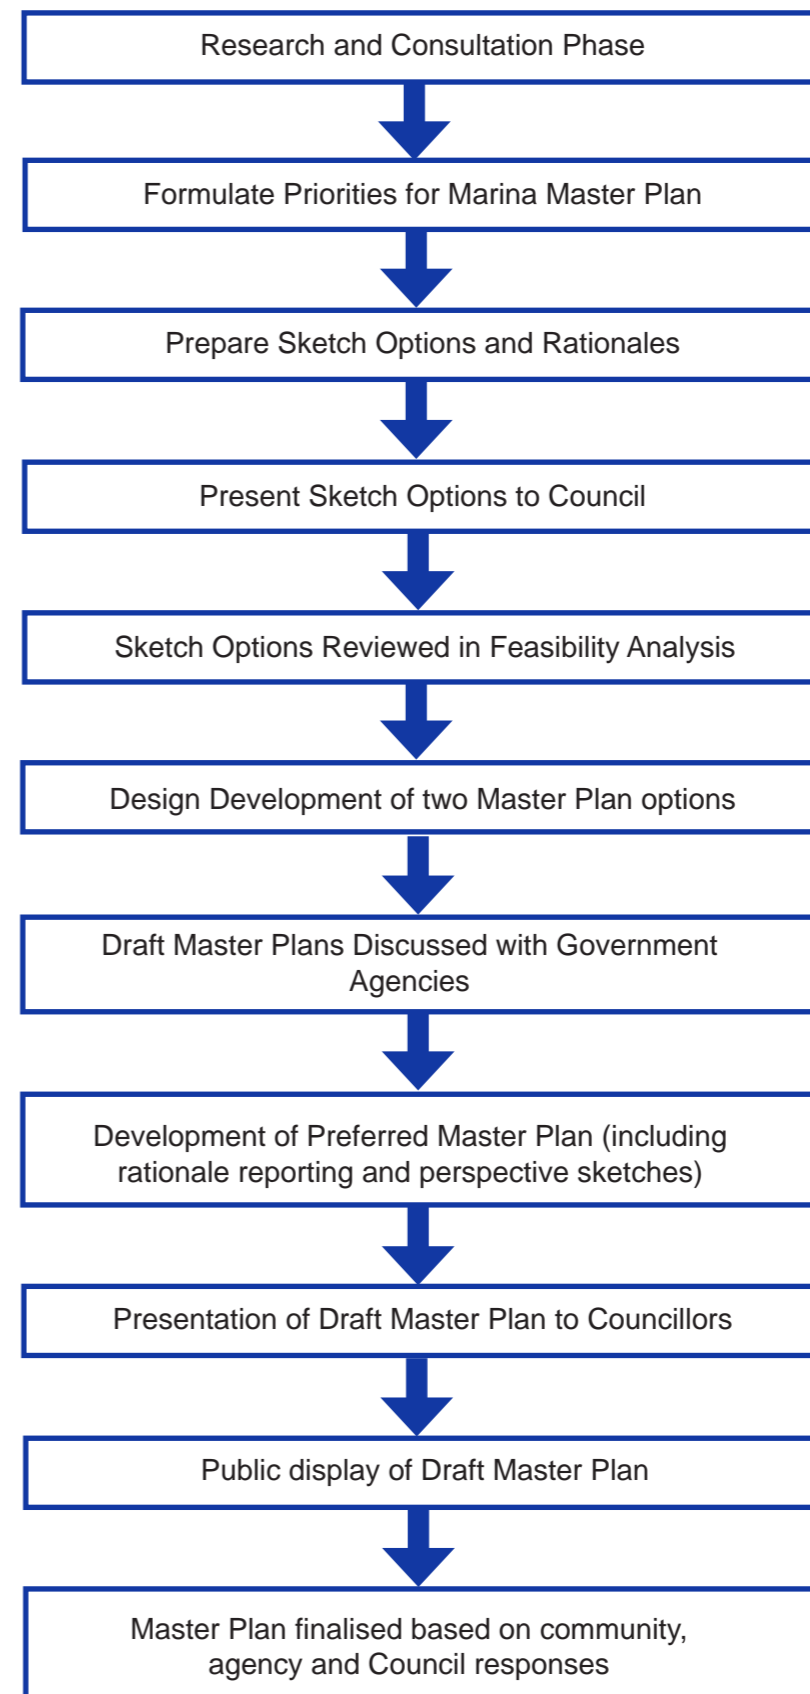 Research and Consultation Phase
Formulate Priorities for Marina Master Plan
Prepare Sketch Options and Rationales
Present Sketch Options to Council
Sketch Options Reviewed in Feasibility Analysis
Design Development of two Master Plan options
Draft Master Plans Discussed with Government
Agencies
Development of Preferred Master Plan (including
rationale reporting and perspective sketches)
Presentation of Draft Master Plan to Councillors
Public display of Draft Master Plan
Master Plan finalised based on community,
agency and Council responses